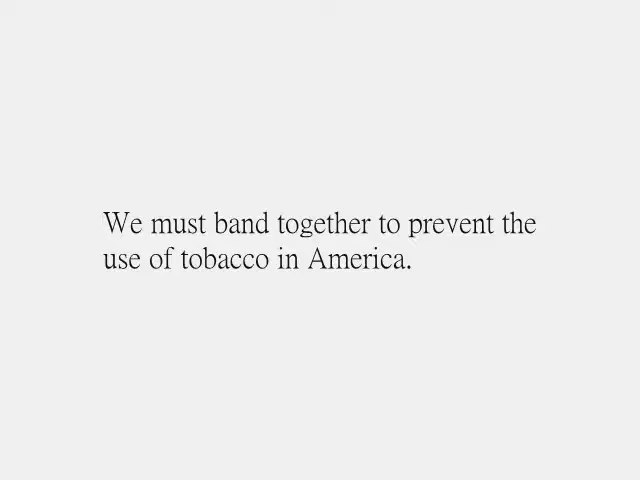 We must band together to prevent the
use of tobacco in America.